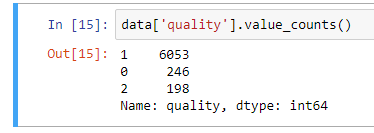 In [15]: data['quality'].value_counts()
Out[15]: 1    6053
0     246
2     198
Name: quality, dtype: int64